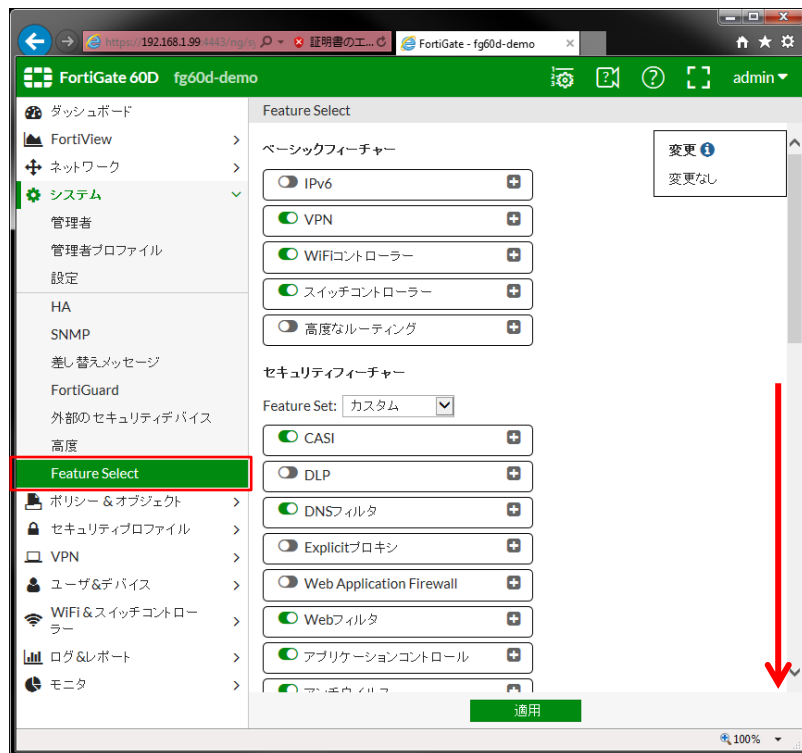 https://192.168.1.99:4443/ng/sy
証明書のエ...
FortiGate - fg60d-demo
FortiGate 60D fg60d-demo
admin
ダッシュボード
FortiView
ネットワーク
システム
管理者
管理者プロファイル
設定
HA
SNMP
差し替えメッセージ
FortiGuard
外部のセキュリティデバイス
高度
Feature Select
ポリシー & オブジェクト
セキュリティプロファイル
VPN
ユーザ&デバイス
WiFi & スイッチコントロー
ラー
ログ&レポート
モニタ
Feature Select
ベーシックフィーチャー
IPv6
VPN
WiFiコントローラー
スイッチコントローラー
高度なルーティング
セキュリティフィーチャー
Feature Set: カスタム
CASI
DLP
DNSフィルタ
Explicitプロキシ
Web Application Firewall
Webフィルタ
アプリケーションコントロール
アンチウイルス
変更
変更なし
適用
100%